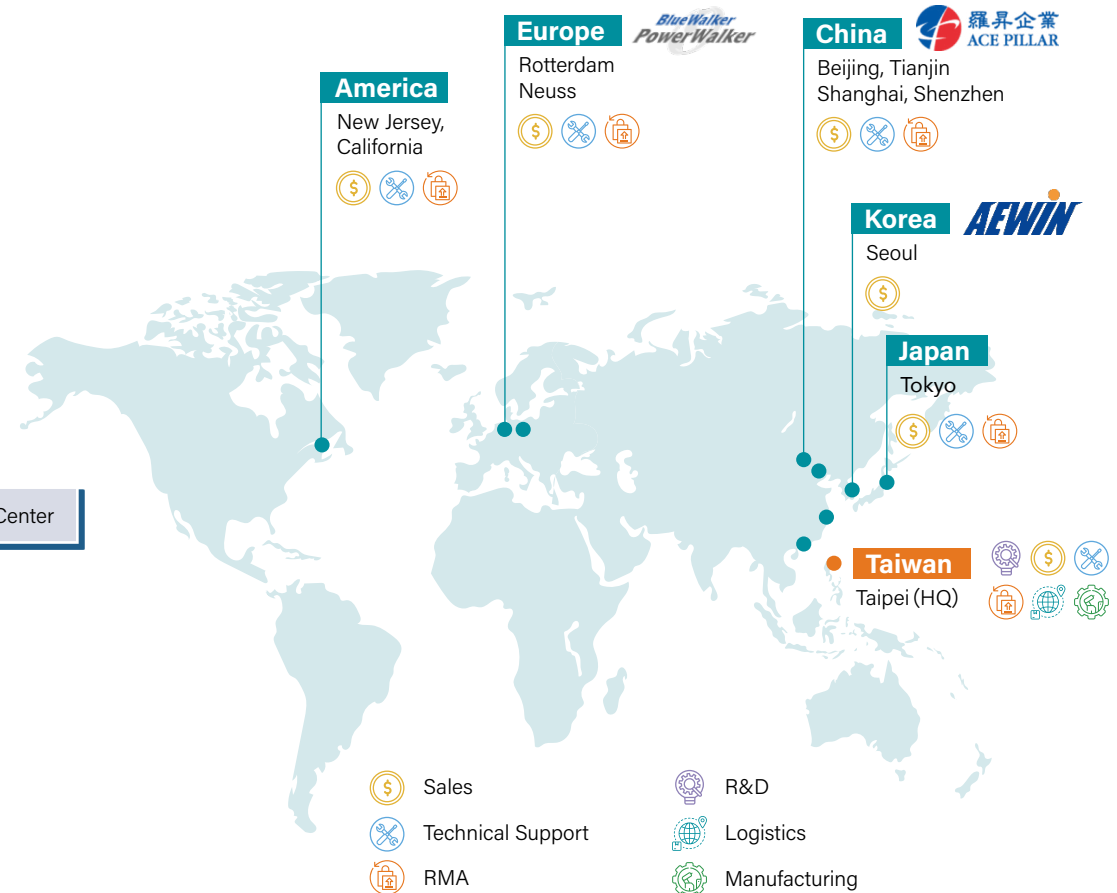 Europe
BlueWalker
PowerWalker
Rotterdam
Neuss
China
羅昇企業
ACE PILLAR
Beijing, Tianjin
Shanghai, Shenzhen
America
New Jersey,
California
Korea
AEWIN
Seoul
Japan
Tokyo
Center
Taiwan
Taipei (HQ)
Sales
R&D
Technical Support
Logistics
RMA
Manufacturing